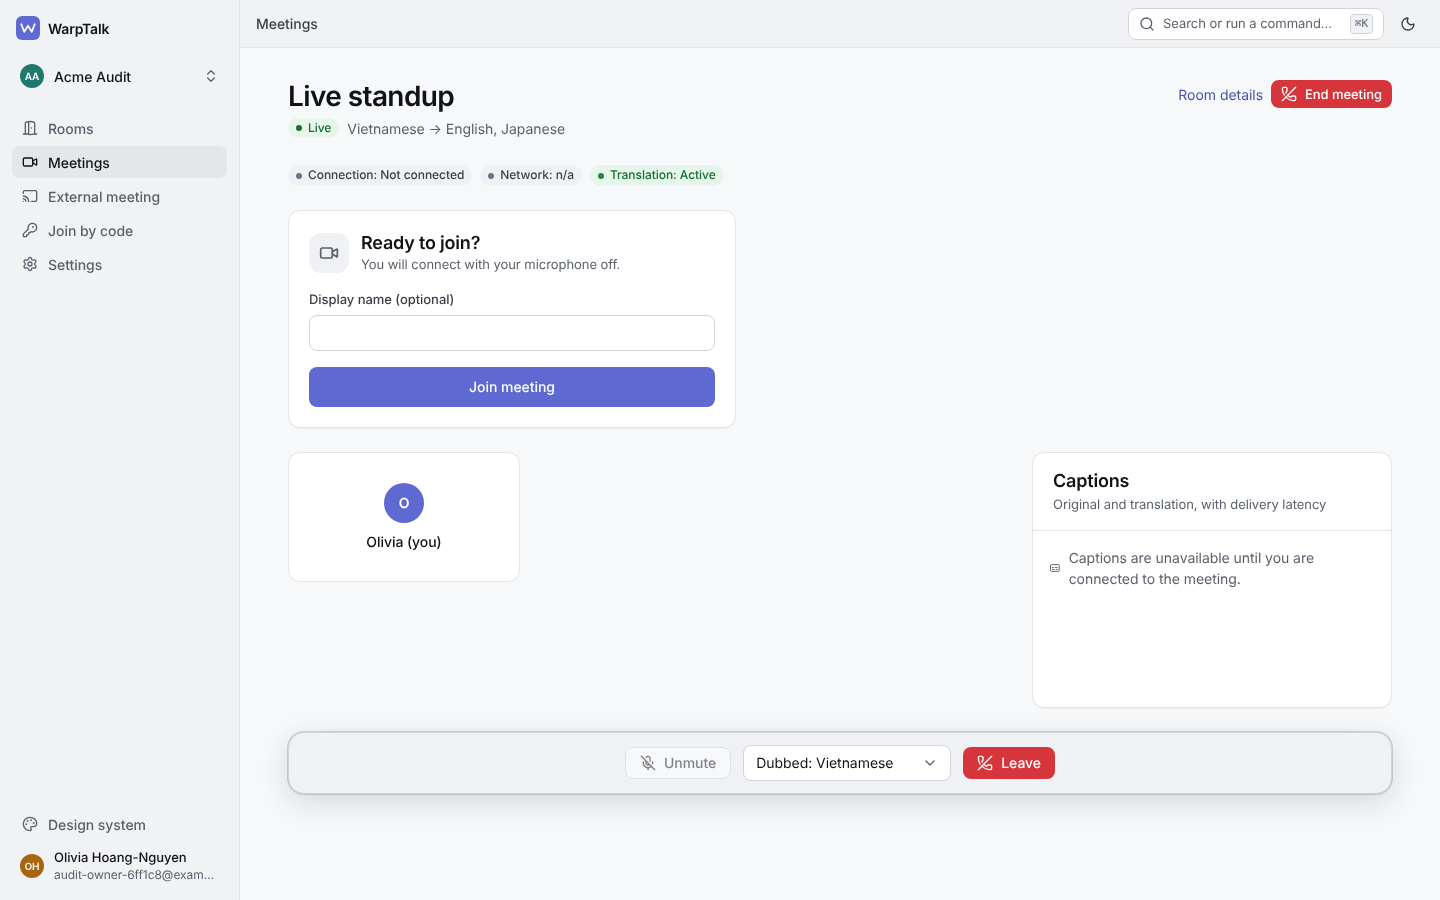 WarpTalk
AA
Acme Audit
Rooms
Meetings
External meeting
Join by code
Settings
Design system
OH
Olivia Hoang-Nguyen
audit-owner-6ff1c8@exam...
Meetings
Search or run a command...
⌘K
Live standup
Room details
End meeting
Live
Vietnamese → English, Japanese
Connection: Not connected
Network: n/a
Translation: Active
Ready to join?
You will connect with your microphone off.
Display name (optional)
Join meeting
O
Olivia (you)
Captions
Original and translation, with delivery latency
Captions are unavailable until you are
connected to the meeting.
Unmute
Dubbed: Vietnamese
Leave